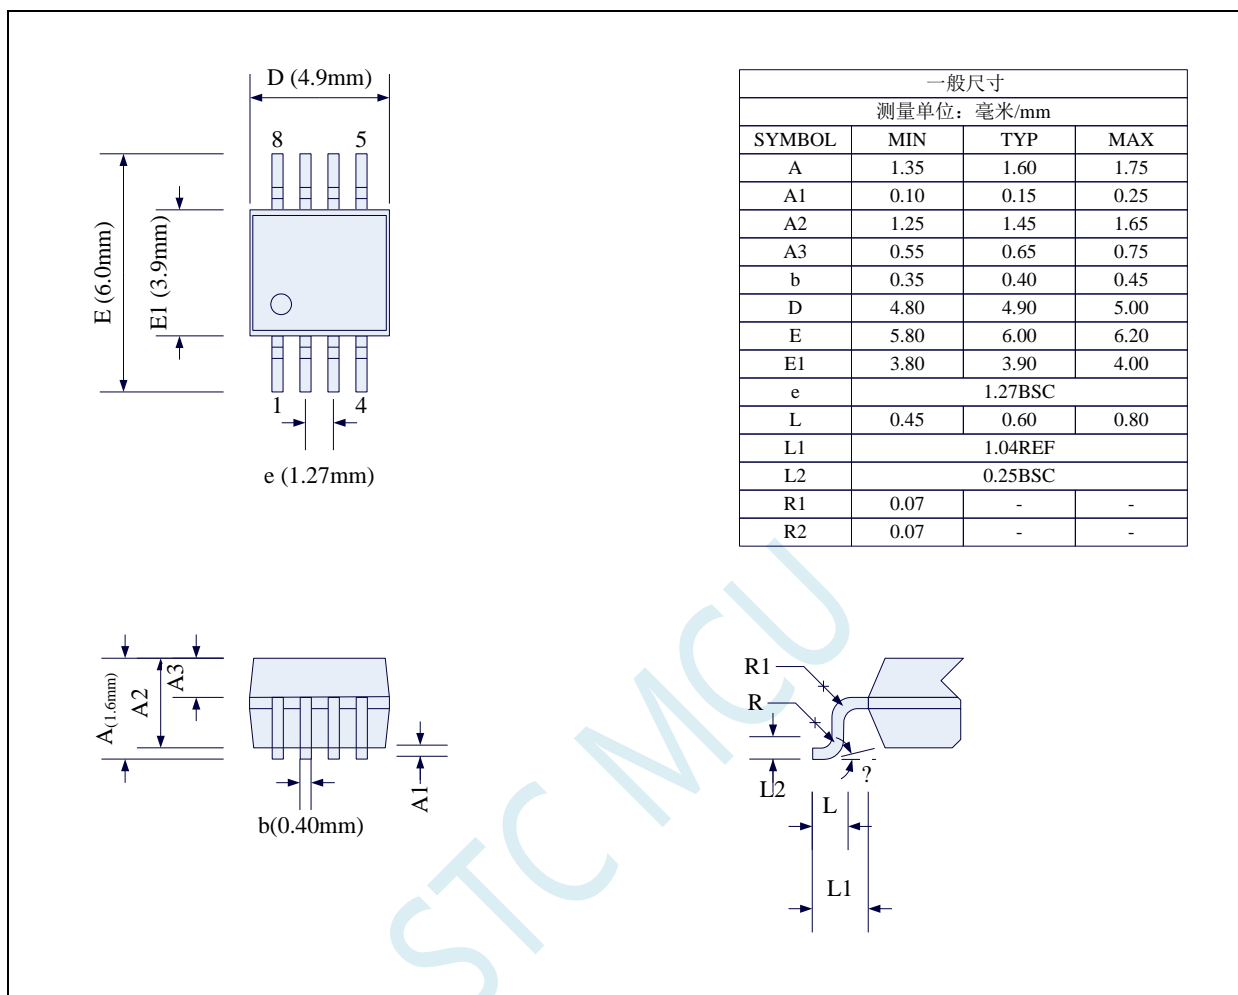 D (4.9mm)
8 5
E (6.0mm)
E1 (3.9mm)
1 4
e (1.27mm)
一般尺寸
测量单位：毫米/mm
SYMBOL MIN TYP MAX
A 1.35 1.60 1.75
A1 0.10 0.15 0.25
A2 1.25 1.45 1.65
A3 0.55 0.65 0.75
b 0.35 0.40 0.45
D 4.80 4.90 5.00
E 5.80 6.00 6.20
E1 3.80 3.90 4.00
e 1.27BSC
L 0.45 0.60 0.80
L1 1.04REF
L2 0.25BSC
R1 0.07 - -
R2 0.07 - -
A(1.6mm)
A2
A3
A1
b(0.40mm)
R1
R
L2
L
?
L1
STC MCU